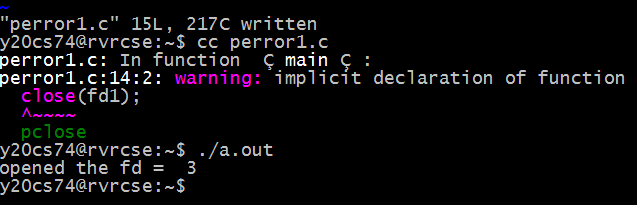 ~
"perror1.c" 15L, 217C written
y20cs74@rvrcse:~$ cc perror1.c
perror1.c: In function  Ç main Ç :
perror1.c:14:2: warning: implicit declaration of function
  close(fd1);
  ^~~~~
  pclose
y20cs74@rvrcse:~$ ./a.out
opened the fd =  3
y20cs74@rvrcse:~$